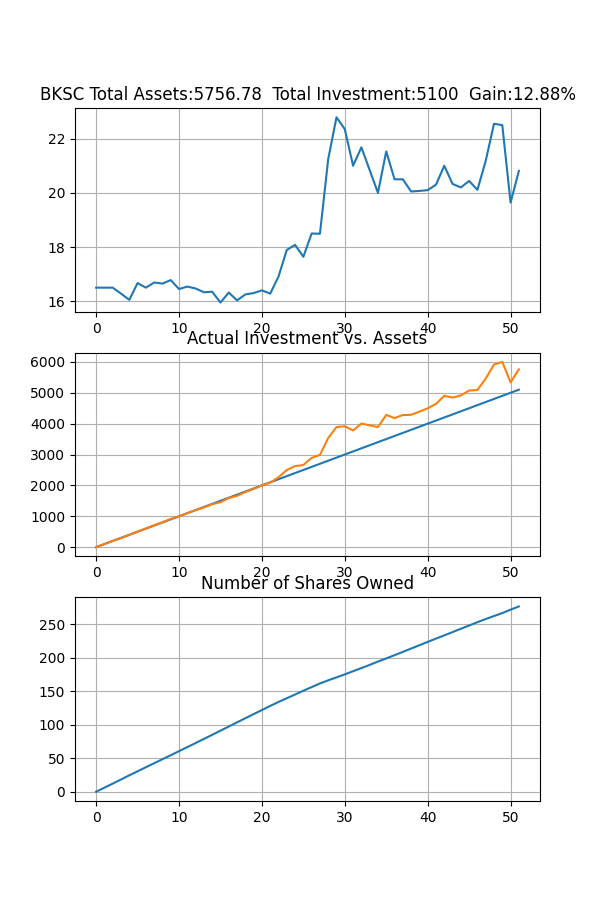 BKSC Total Assets:5756.78  Total Investment:5100  Gain:12.88%
22
20
18
16
0 10 20 30 40 50
Actual Investment vs. Assets
6000
5000
4000
3000
2000
1000
0
0 10 20 30 40 50
Number of Shares Owned
250
200
150
100
50
0
0 10 20 30 40 50